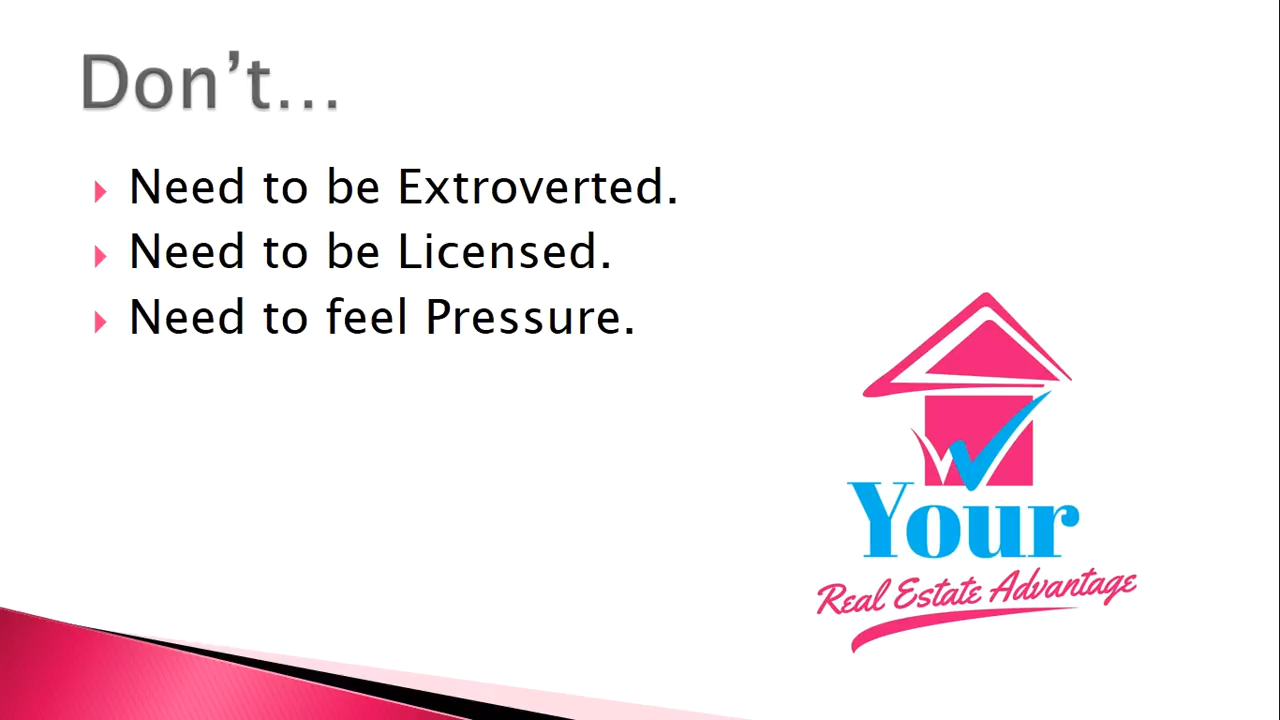 Don’t...
Need to be Extroverted.
Need to be Licensed.
Need to feel Pressure.
Your
Real Estate Advantage